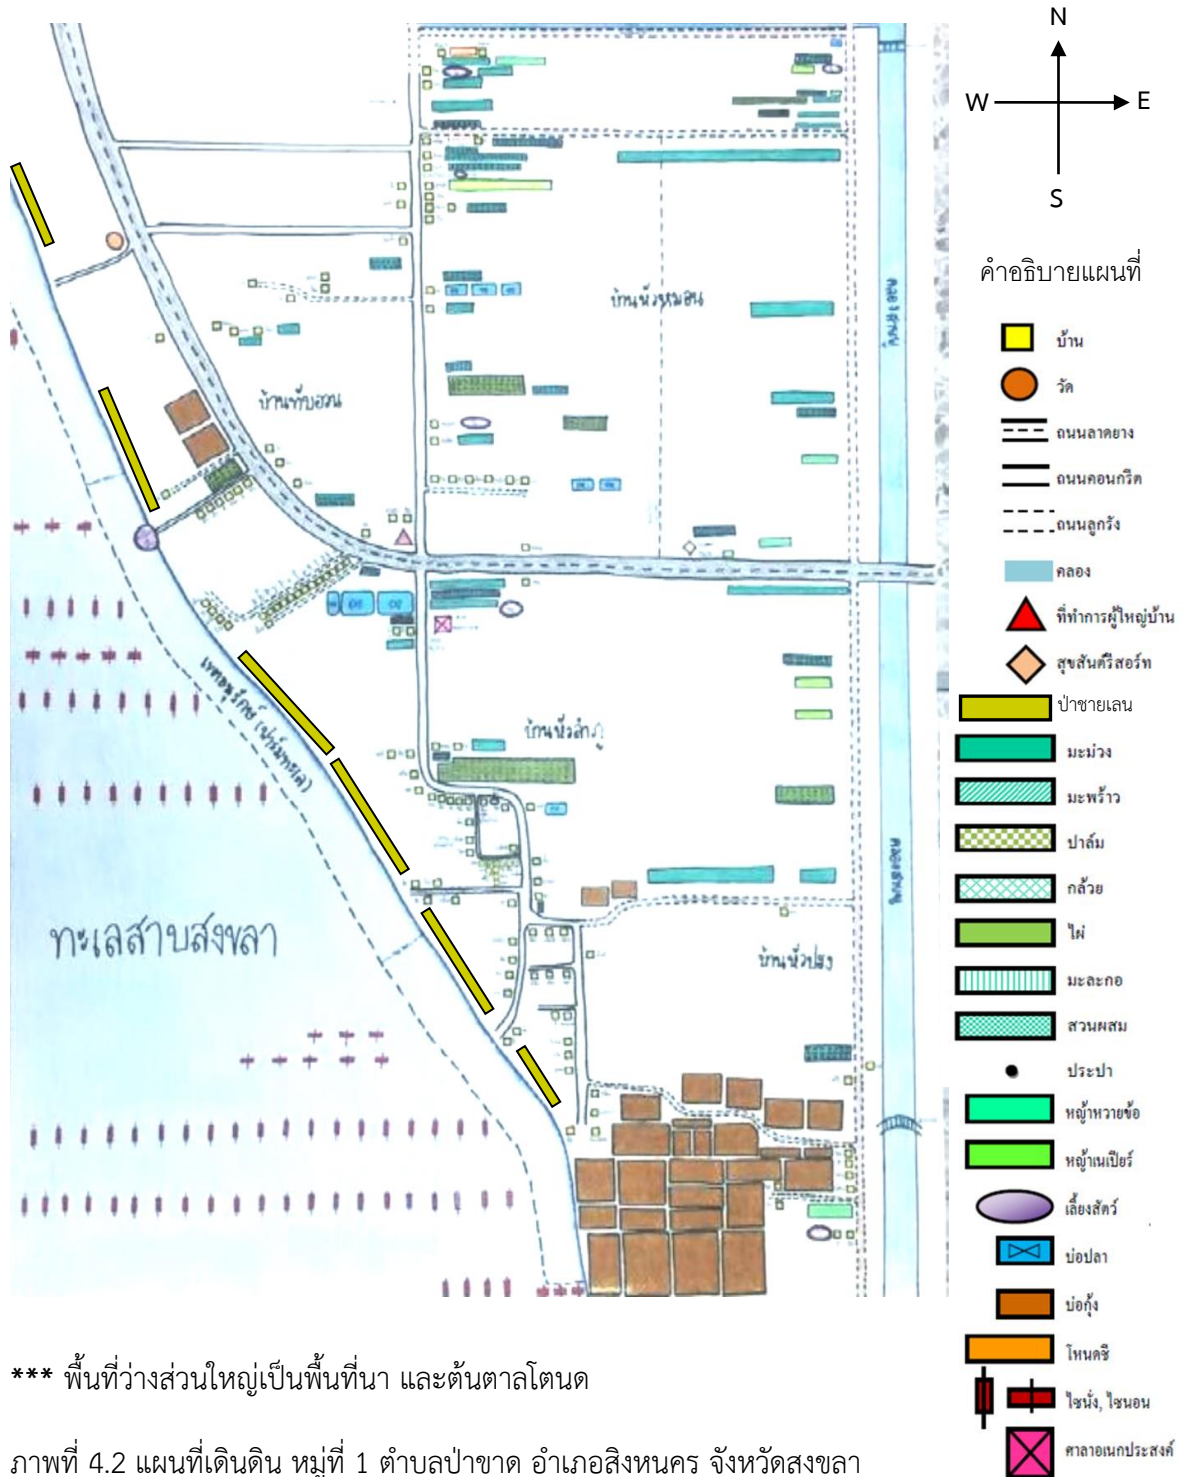 N
W E
S
คำอธิบายแผนที่
บ้าน
วัด
ถนนลาดยาง
ถนนคอนกรีต
ถนนลูกรัง
คลอง
ที่ทำการผู้ใหญ่บ้าน
สุขสันต์รีสอร์ท
ป่าชายเลน
มะม่วง
มะพร้าว
ปาล์ม
กล้วย
ไผ่
มะละกอ
สวนผสม
ประปา
หญ้าหวายข้อ
หญ้าเนเปียร์
เลี้ยงสัตว์
บ่อปลา
บ่อกุ้ง
โหนดซี
ไซนั่ง, ไซนอน
ศาลาอเนกประสงค์
บ้านหัวหมอน
บ้านทับอวน
บ้านหัวลำภู
บ้านหัวปรง
ทะเลสาบสงขลา
*** พื้นที่ว่างส่วนใหญ่เป็นพื้นที่นา และต้นตาลโตนด
ภาพที่ 4.2 แผนที่เดินดิน หมู่ที่ 1 ตำบลป่าขาด อำเภอสิงหนคร จังหวัดสงขลา